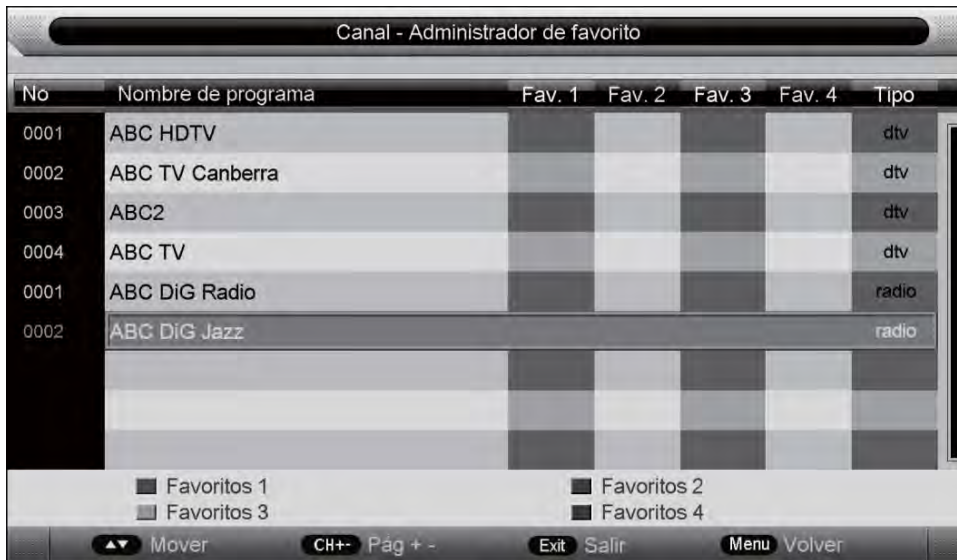 Canal - Administrador de favorito
No Nombre de programa Fav. 1 Fav. 2 Fav. 3 Fav. 4 Tipo
0001 ABC HDTV dtv
0002 ABC TV Canberra dtv
0003 ABC2 dtv
0004 ABC TV dtv
0001 ABC DiG Radio radio
0002 ABC DiG Jazz radio
Favoritos 1 Favoritos 2
Favoritos 3 Favoritos 4
Mover CH+- Pág + - Exit Salir Menu Volver